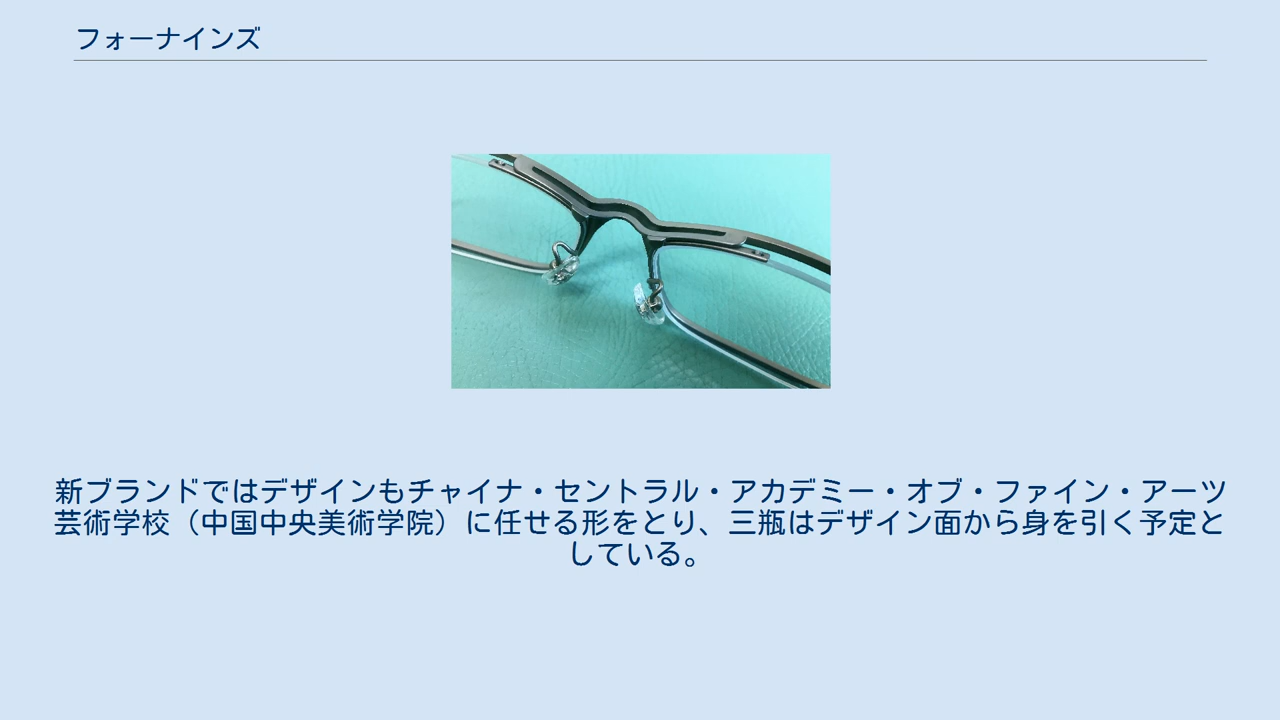 フォーナインズ
新ブランドではデザインもチャイナ・セントラル・アカデミー・オブ・ファイン・アーツ
芸術学校（中国中央美術学院）に任せる形をとり、三瓶はデザイン面から身を引く予定と
している。